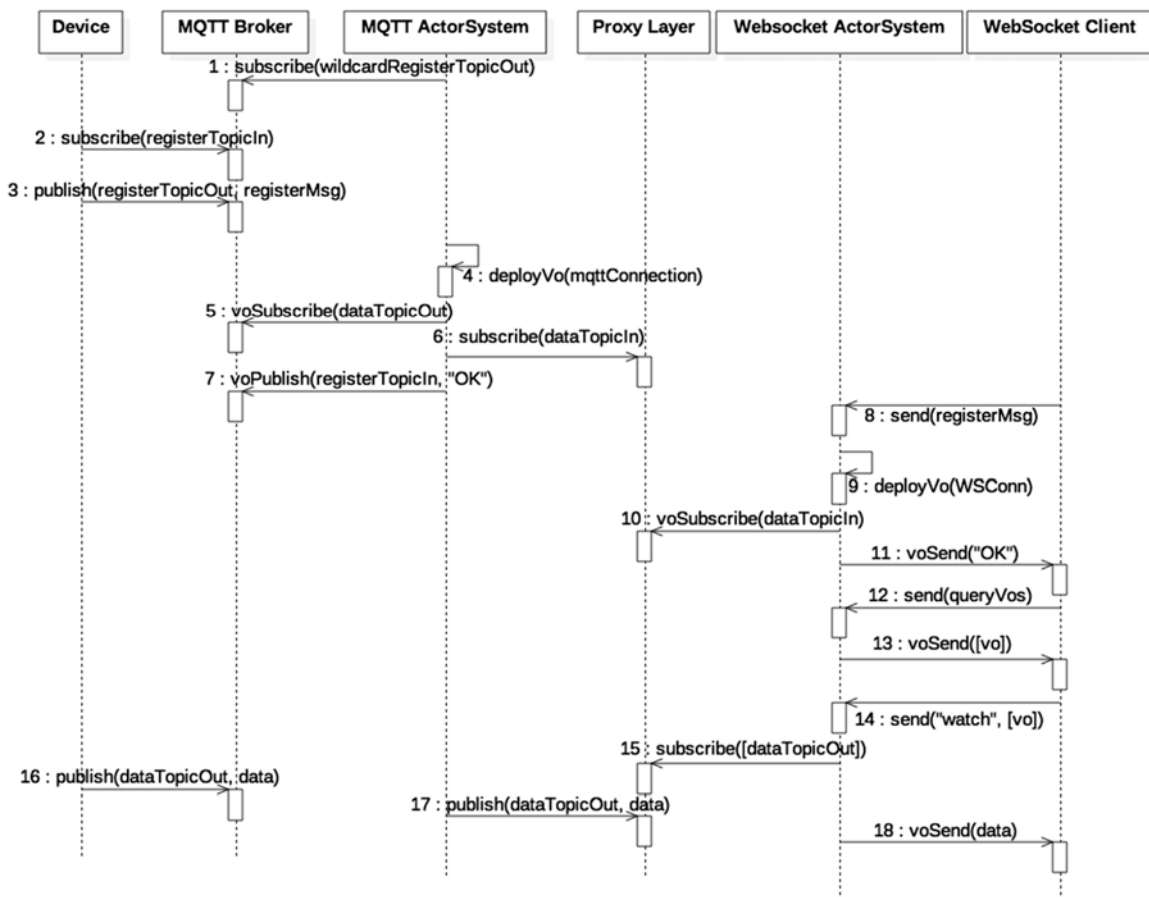 Device
MQTT Broker
MQTT ActorSystem
Proxy Layer
Websocket ActorSystem
WebSocket Client
1 : subscribe(wildcardRegisterTopicOut)
2 : subscribe(registerTopicIn)
3 : publish(registerTopicOut, registerMsg)
4 : deployVo(mqttConnection)
5 : voSubscribe(dataTopicOut)
6 : subscribe(dataTopicIn)
7 : voPublish(registerTopicIn, "OK")
8 : send(registerMsg)
9 : deployVo(WSConn)
10 : voSubscribe(dataTopicIn)
11 : voSend("OK")
12 : send(queryVos)
13 : voSend([vo])
14 : send("watch", [vo])
15 : subscribe([dataTopicOut])
16 : publish(dataTopicOut, data)
17 : publish(dataTopicOut, data)
18 : voSend(data)